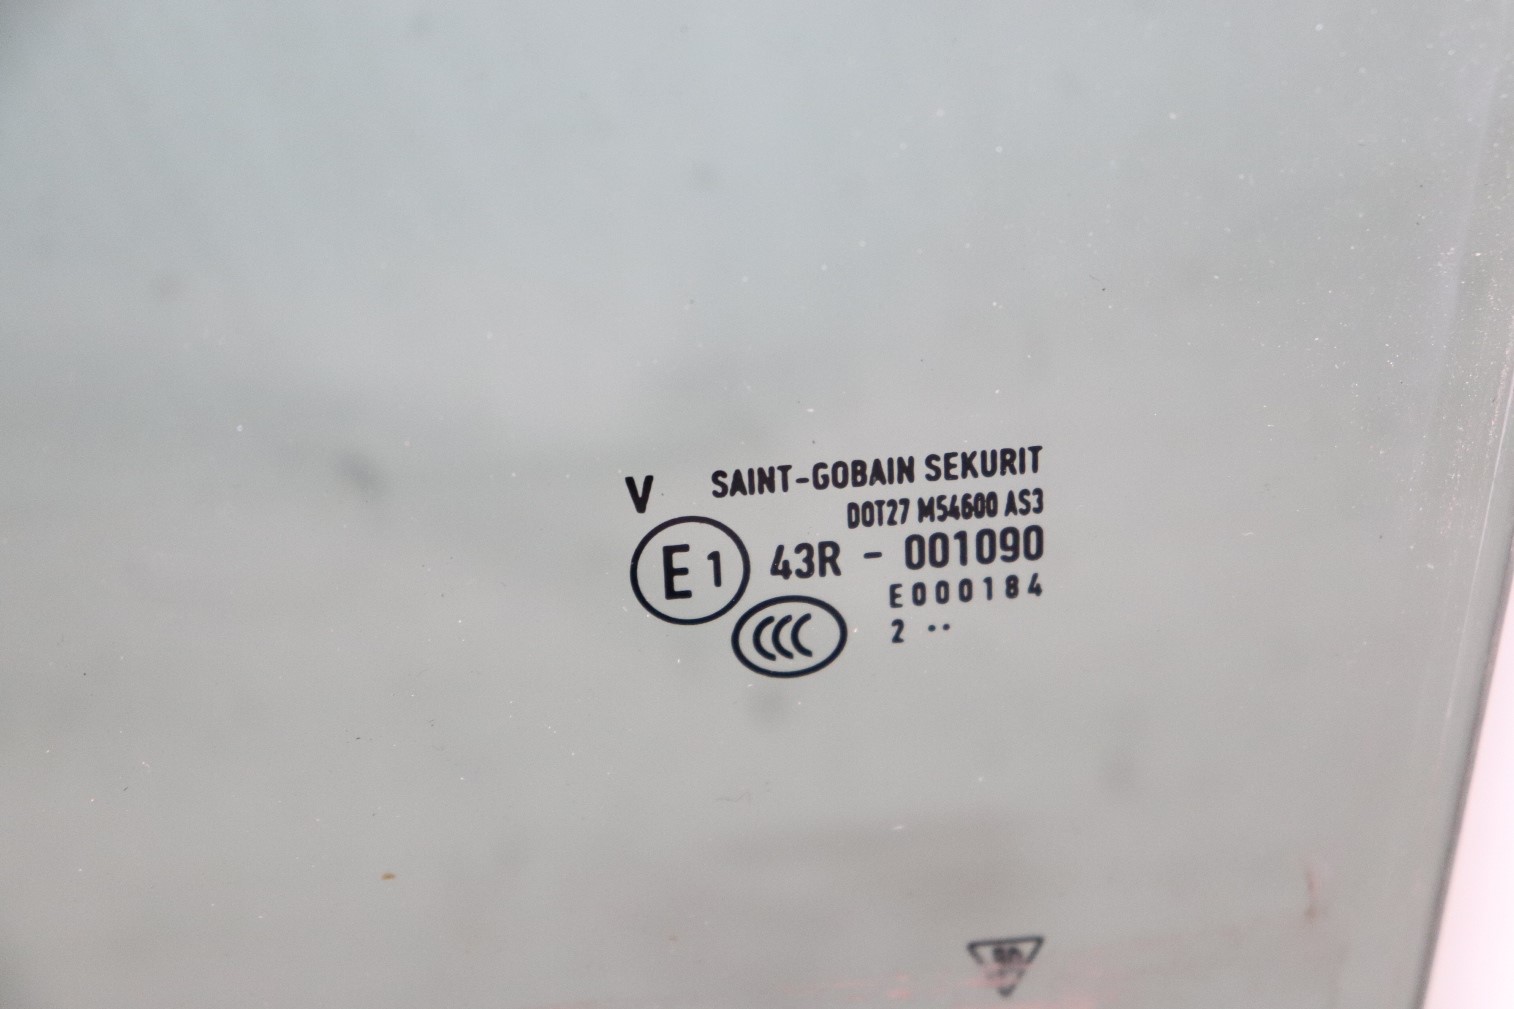 V SAINT-GOBAIN SEKURIT
DOT27 M54600 AS3
E1 43R - 001090
E000184
CCC 2 ··